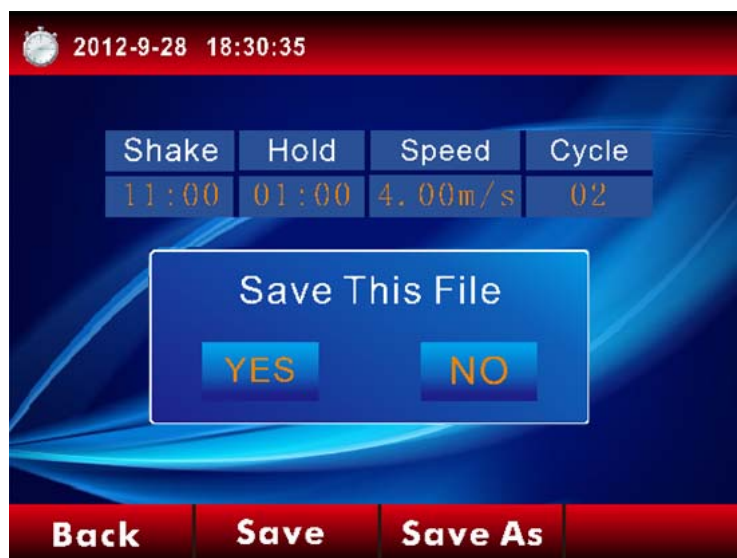 2012-9-28 18:30:35
Shake Hold Speed Cycle
11:00 01:00 4.00m/s 02
Save This File
YES NO
Back Save Save As